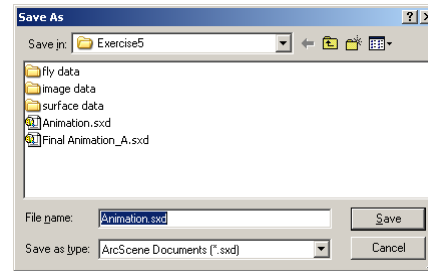 Save As
Save in: Exercise5
fly data
image data
surface data
Animation.sxd
Final Animation_A.sxd
File name: Animation.sxd Save
Save as type: ArcScene Documents (*.sxd) Cancel